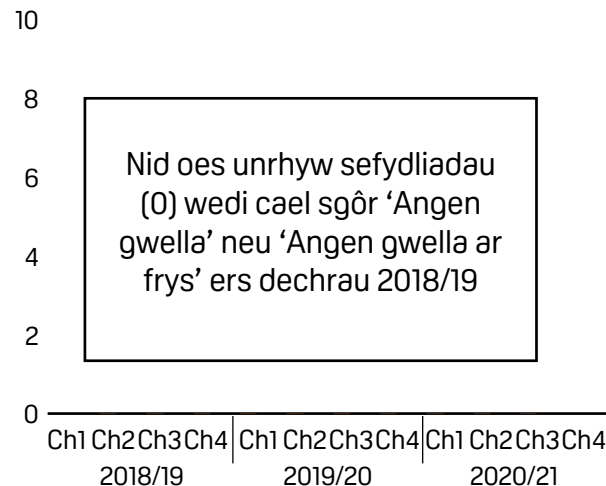 10
8
6
4
2
0
Nid oes unrhyw sefydliadau
(0) wedi cael sgôr ‘Angen
gwella’ neu ‘Angen gwella ar
frys’ ers dechrau 2018/19
Ch1 Ch2 Ch3 Ch4 Ch1 Ch2 Ch3 Ch4 Ch1 Ch2 Ch3 Ch4
2018/19 2019/20 2020/21